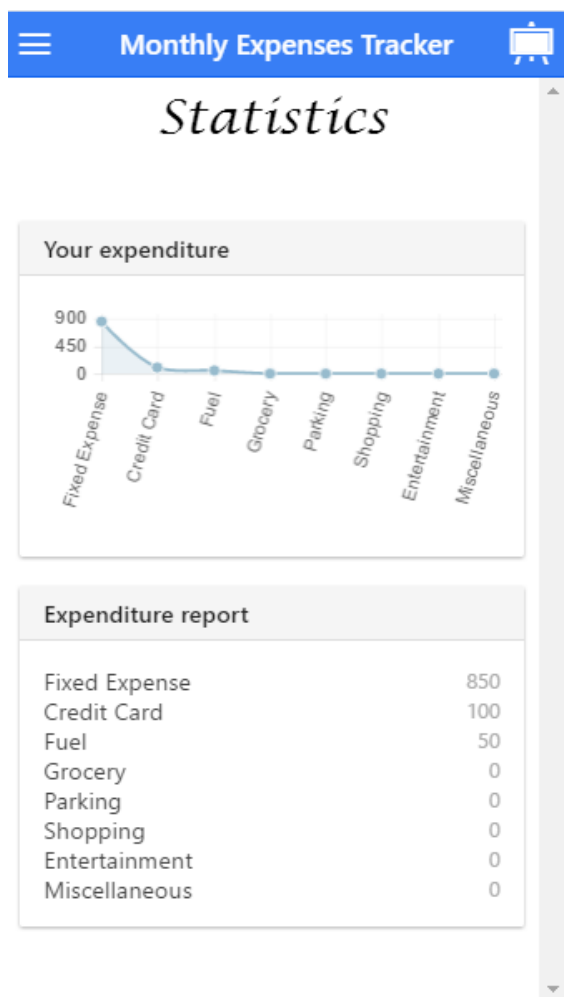 Monthly Expenses Tracker
Statistics
Your expenditure
900
450
0
Fixed Expense
Credit Card
Fuel
Grocery
Parking
Shopping
Entertainment
Miscellaneous
Expenditure report
Fixed Expense 850
Credit Card 100
Fuel 50
Grocery 0
Parking 0
Shopping 0
Entertainment 0
Miscellaneous 0